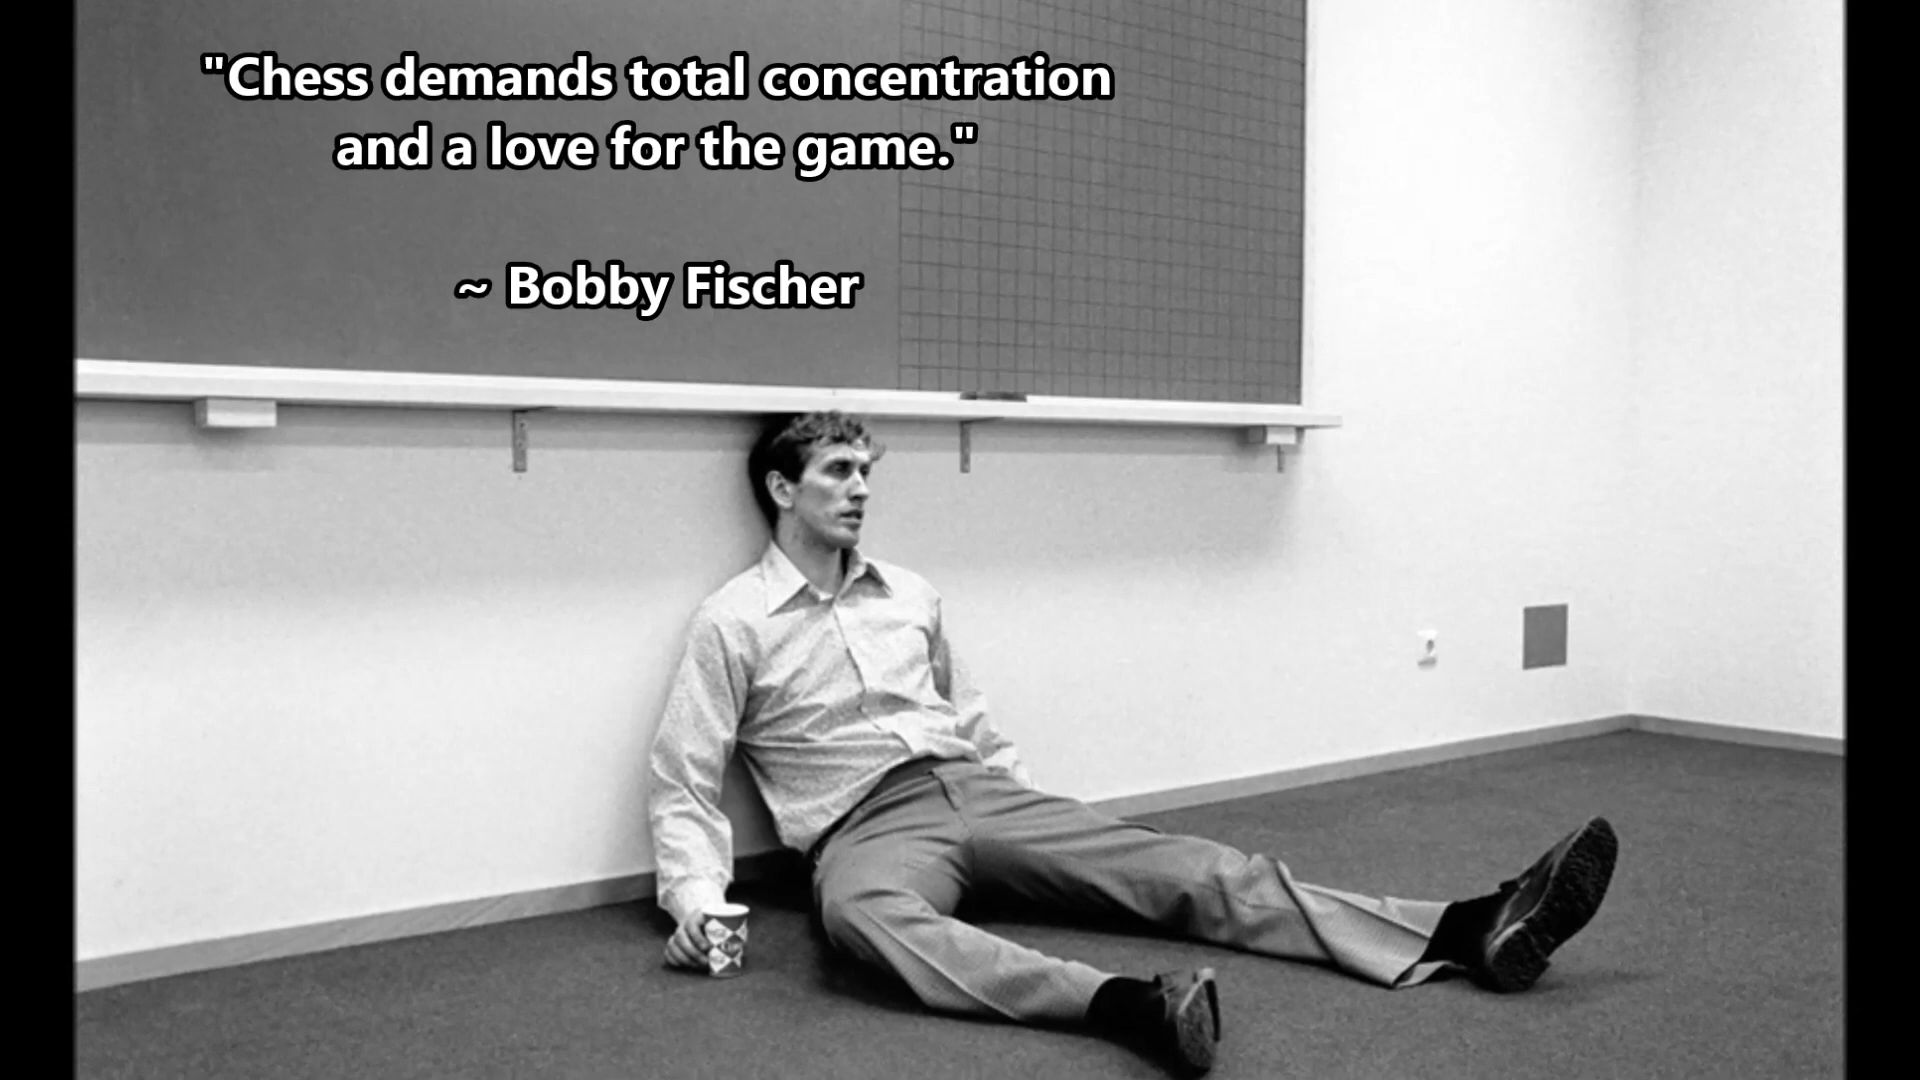 "Chess demands total concentration
and a love for the game."
~ Bobby Fischer